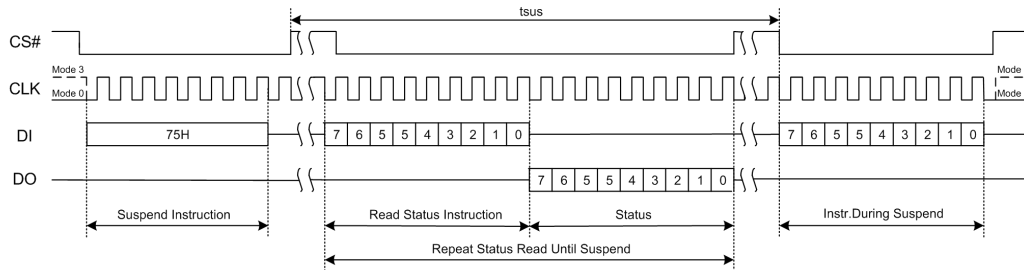 tsus
CS#
Mode 3
Mode 0
CLK
Mode
Mode
DI
75H
7 6 5 5 4 3 2 1 0
7 6 5 5 4 3 2 1 0
DO
7 6 5 5 4 3 2 1 0
Suspend Instruction
Read Status Instruction
Status
Instr.During Suspend
Repeat Status Read Until Suspend